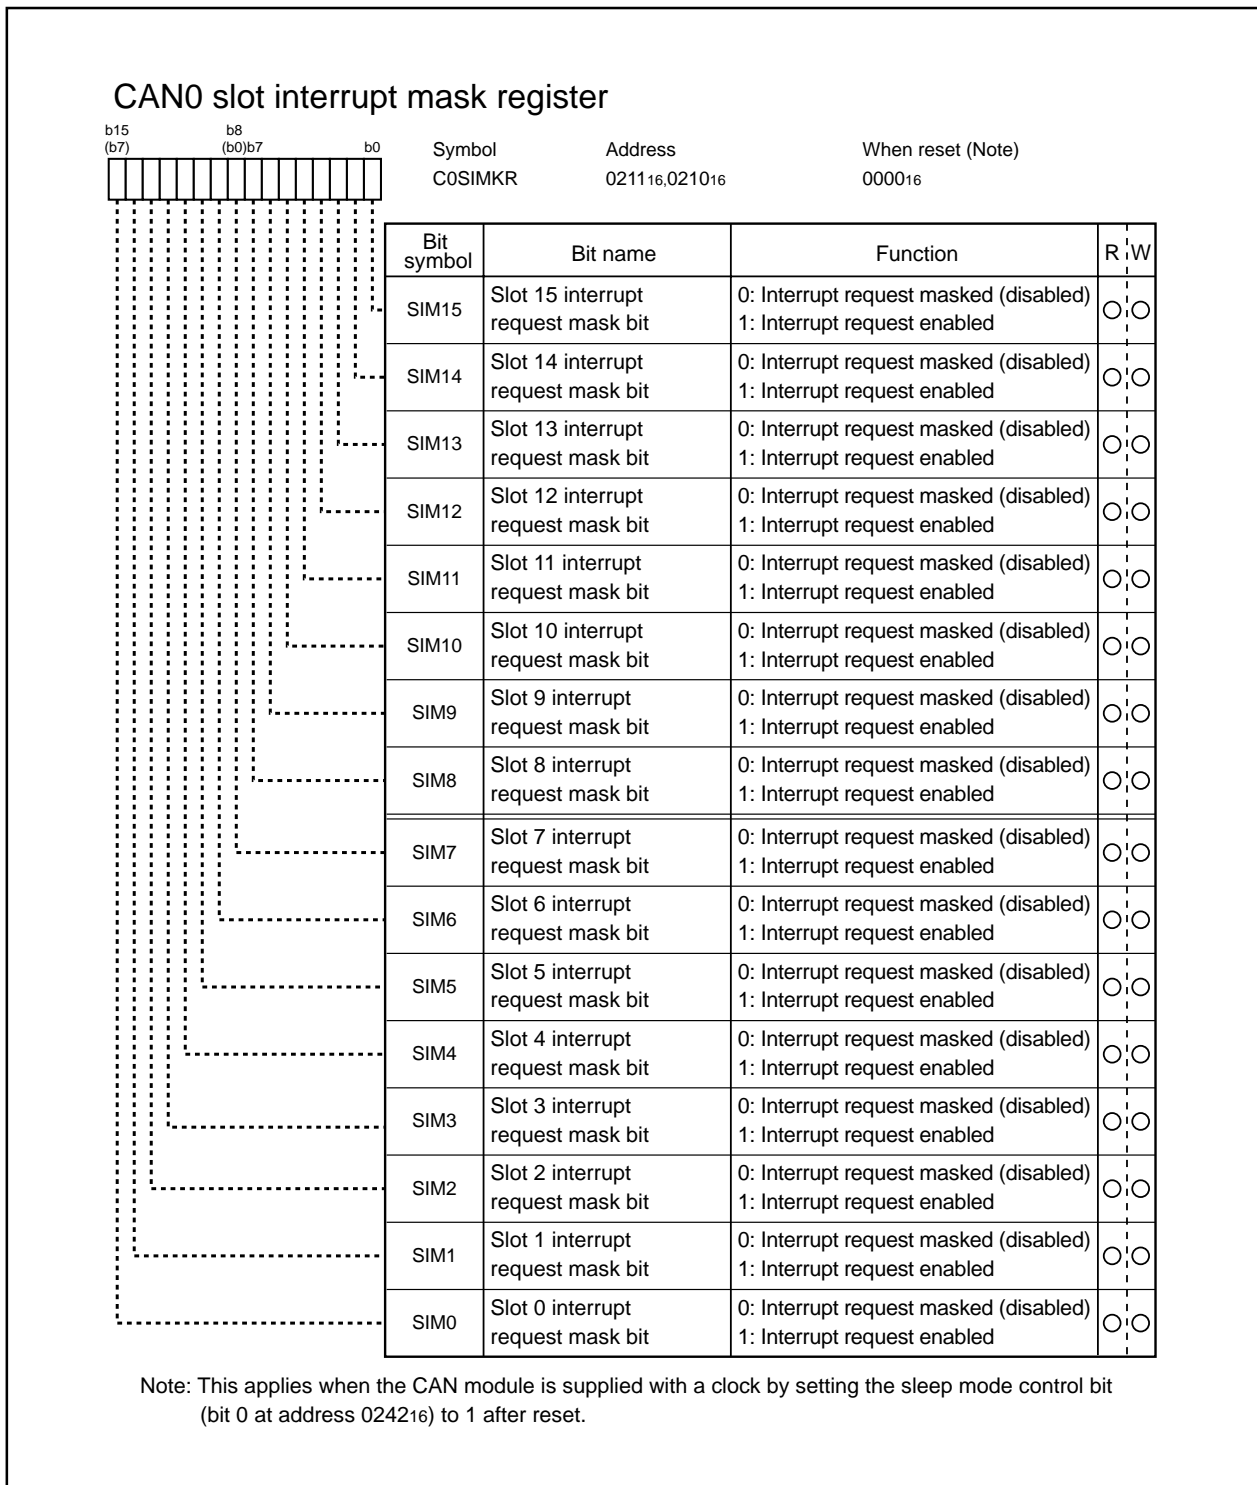 CAN0 slot interrupt mask register
b15 b8
(b7) (b0)b7 b0
Symbol Address When reset (Note)
C0SIMKR 021116,021016 000016
Bit symbol Bit name Function R W
SIM15 Slot 15 interrupt 0: Interrupt request masked (disabled)
request mask bit 1: Interrupt request enabled
SIM14 Slot 14 interrupt 0: Interrupt request masked (disabled)
request mask bit 1: Interrupt request enabled
SIM13 Slot 13 interrupt 0: Interrupt request masked (disabled)
request mask bit 1: Interrupt request enabled
SIM12 Slot 12 interrupt 0: Interrupt request masked (disabled)
request mask bit 1: Interrupt request enabled
SIM11 Slot 11 interrupt 0: Interrupt request masked (disabled)
request mask bit 1: Interrupt request enabled
SIM10 Slot 10 interrupt 0: Interrupt request masked (disabled)
request mask bit 1: Interrupt request enabled
SIM9 Slot 9 interrupt 0: Interrupt request masked (disabled)
request mask bit 1: Interrupt request enabled
SIM8 Slot 8 interrupt 0: Interrupt request masked (disabled)
request mask bit 1: Interrupt request enabled
SIM7 Slot 7 interrupt 0: Interrupt request masked (disabled)
request mask bit 1: Interrupt request enabled
SIM6 Slot 6 interrupt 0: Interrupt request masked (disabled)
request mask bit 1: Interrupt request enabled
SIM5 Slot 5 interrupt 0: Interrupt request masked (disabled)
request mask bit 1: Interrupt request enabled
SIM4 Slot 4 interrupt 0: Interrupt request masked (disabled)
request mask bit 1: Interrupt request enabled
SIM3 Slot 3 interrupt 0: Interrupt request masked (disabled)
request mask bit 1: Interrupt request enabled
SIM2 Slot 2 interrupt 0: Interrupt request masked (disabled)
request mask bit 1: Interrupt request enabled
SIM1 Slot 1 interrupt 0: Interrupt request masked (disabled)
request mask bit 1: Interrupt request enabled
SIM0 Slot 0 interrupt 0: Interrupt request masked (disabled)
request mask bit 1: Interrupt request enabled
Note: This applies when the CAN module is supplied with a clock by setting the sleep mode control bit
(bit 0 at address 024216) to 1 after reset.